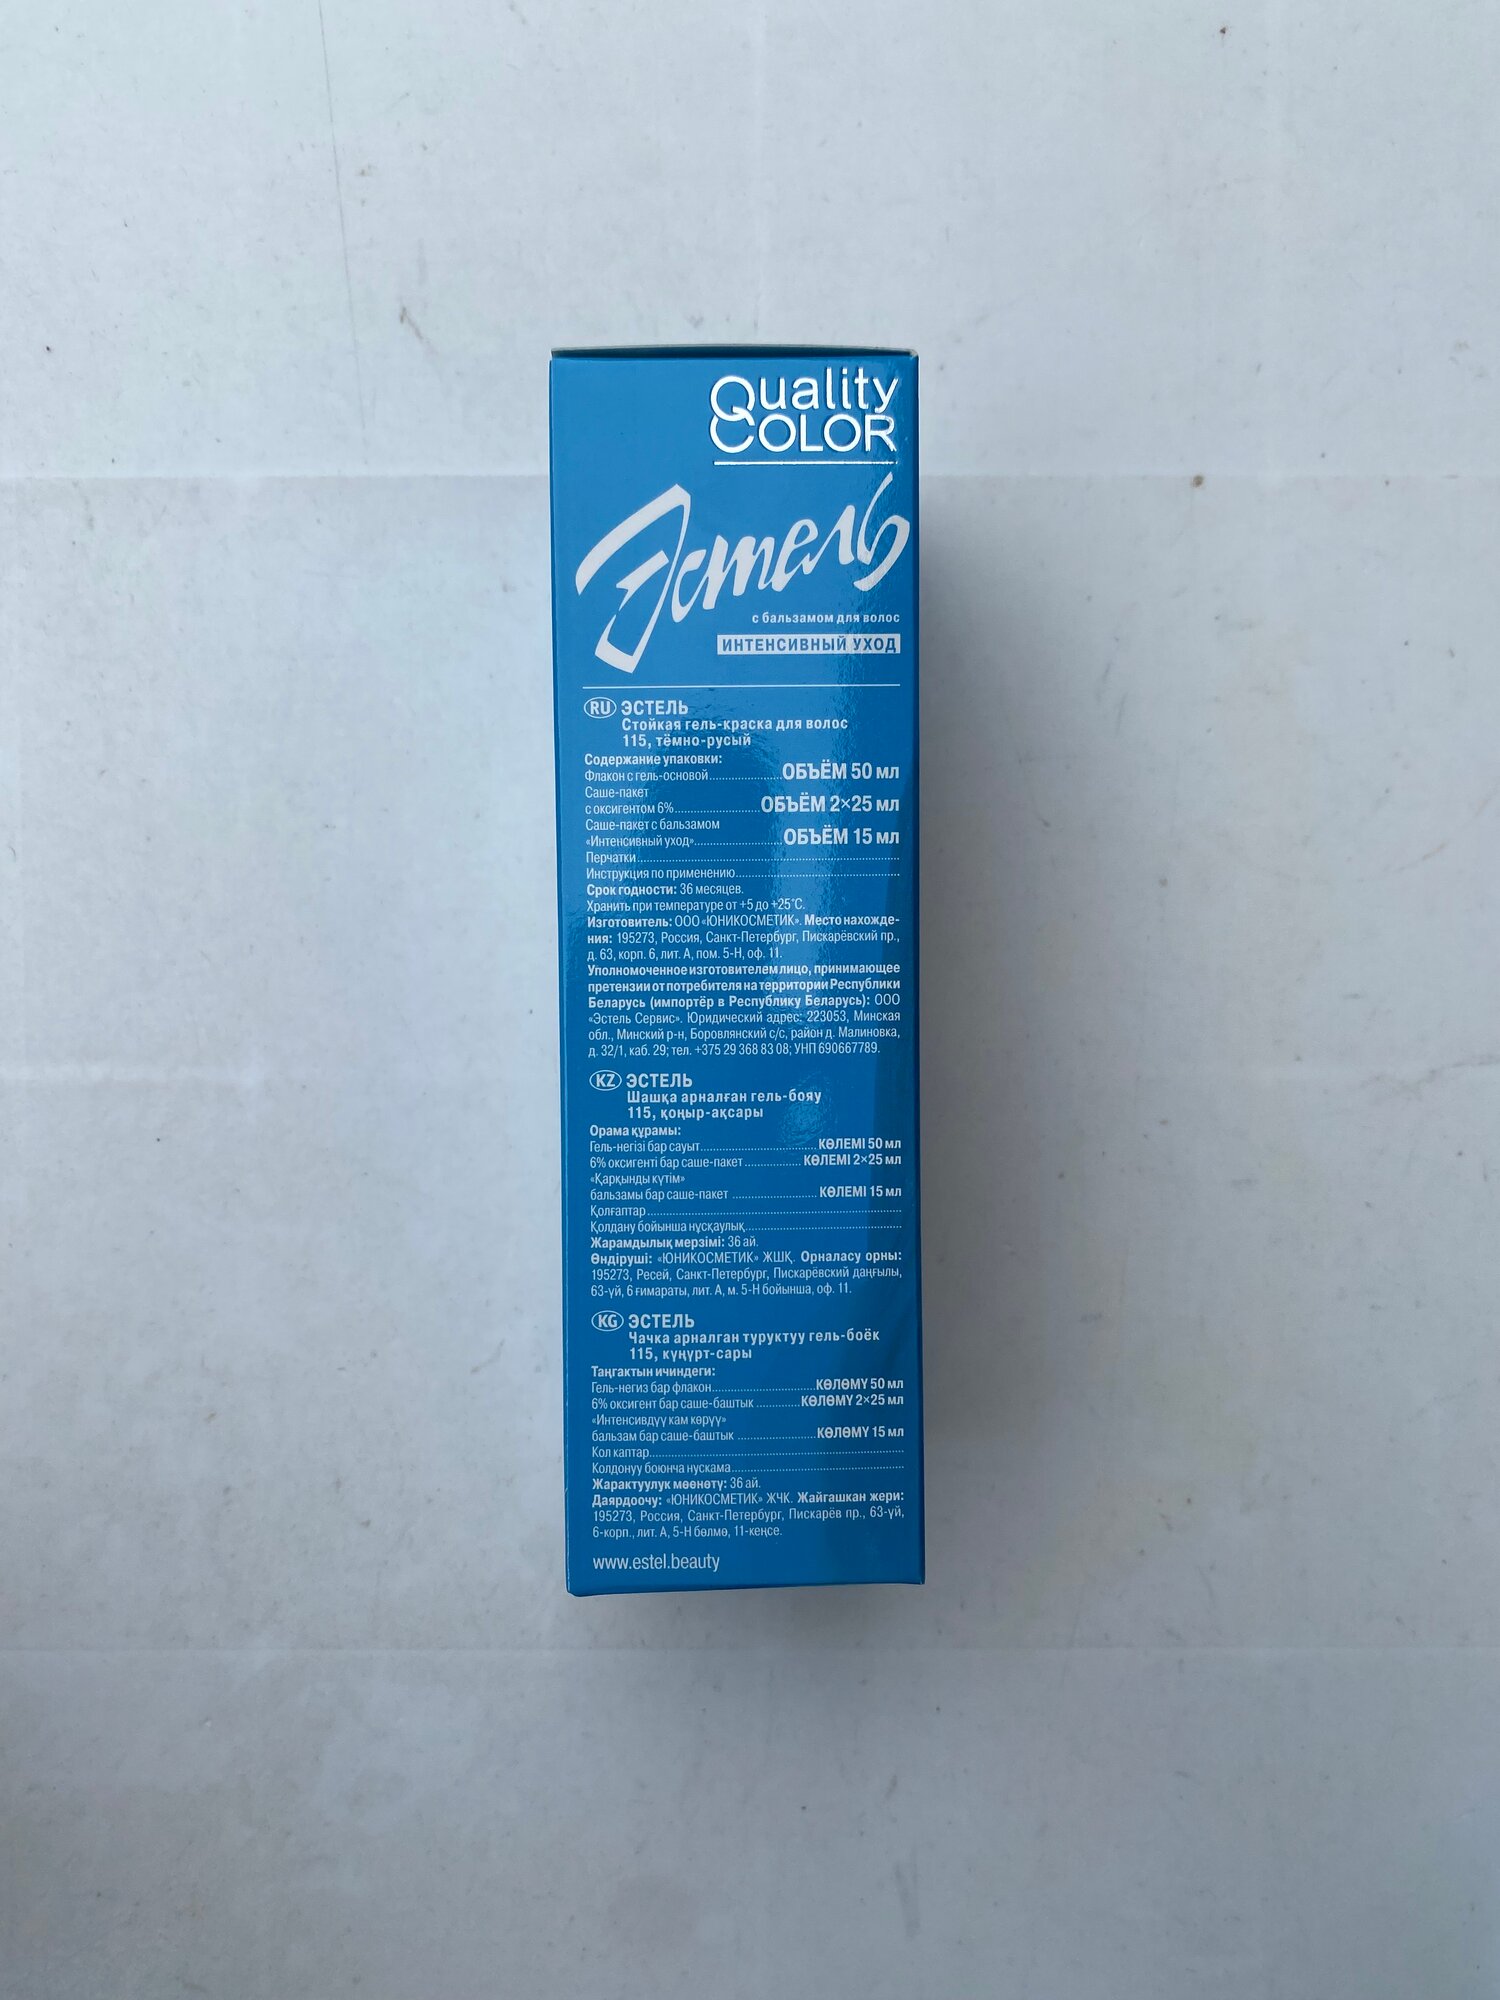 Quality
COLOR
Эстель
с бальзамом для волос
ИНТЕНСИВНЫЙ УХОД
RU ЭСТЕЛЬ
Стойкая гель-краска для волос
115, тёмно-русый
Содержание упаковки:
Флакон с гель-основой....................ОБЪЁМ 50 мл
Саше-пакет
с оксигентом 6%........................ОБЪЁМ 2×25 мл
Саше-пакет с бальзамом
«Интенсивный уход»........................ОБЪЁМ 15 мл
Перчатки........................
Инструкция по применению........................
Срок годности: 36 месяцев.
Хранить при температуре от +5 до +25°C.
Изготовитель: ООО «ЮНИКОСМЕТИК». Место нахожде-
ния: 195273, Россия, Санкт-Петербург, Пискарёвский пр.,
д. 63, корп. 6, лит. А, пом. 5-Н, оф. 11.
Уполномоченное изготовителем лицо, принимающее
претензии от потребителя на территории Республики
Беларусь (импортёр в Республику Беларусь): ООО
«Эстель Сервис». Юридический адрес: 223053, Минская
обл., Минский р-н, Боровлянский с/с, район д. Малиновка,
д. 32/1, каб. 29; тел. +375 29 368 83 08; УНП 690667789.
KZ ЭСТЕЛЬ
Шашқа арналған гель-бояу
115, қоңыр-ақсары
Орама құрамы:
Гель-негізі бар сауыт........................КӨЛЕМІ 50 мл
6% оксигенті бар саше-пакет................КӨЛЕМІ 2×25 мл
«Қарқынды күтім»
бальзамы бар саше-пакет........................КӨЛЕМІ 15 мл
Қолғаптар........................
Қолдану бойынша нұсқаулық........................
Жарамдылық мерзімі: 36 ай.
Өндіруші: «ЮНИКОСМЕТИК» ЖШҚ. Орналасу орны:
195273, Ресей, Санкт-Петербург, Пискарёвский даңғылы,
63-үй, 6 ғимараты, лит. А, м. 5-Н бойынша, оф. 11.
KG ЭСТЕЛЬ
Чачка арналган туруктуу гель-боёк
115, күңүрт-сары
Таңгактын ичиндеги:
Гель-негиз бар флакон........................КӨЛӨМҮ 50 мл
6% оксигент бар саше-баштык............КӨЛӨМҮ 2×25 мл
«Интенсивдүү кам көрүү»
бальзам бар саше-баштык........................КӨЛӨМҮ 15 мл
Кол каптар........................
Колдонуу боюнча нускама........................
Жарактуулук мөөнөтү: 36 ай.
Даярдоочу: «ЮНИКОСМЕТИК» ЖЧК. Жайгашкан жери:
195273, Россия, Санкт-Петербург, Пискарёв пр., 63-үй,
6-корп., лит. А, 5-Н бөлмө, 11-кеңсе.
www.estel.beauty